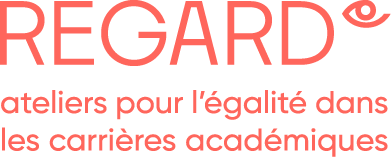 REGARD
ateliers pour l’égalité dans
les carrières académiques